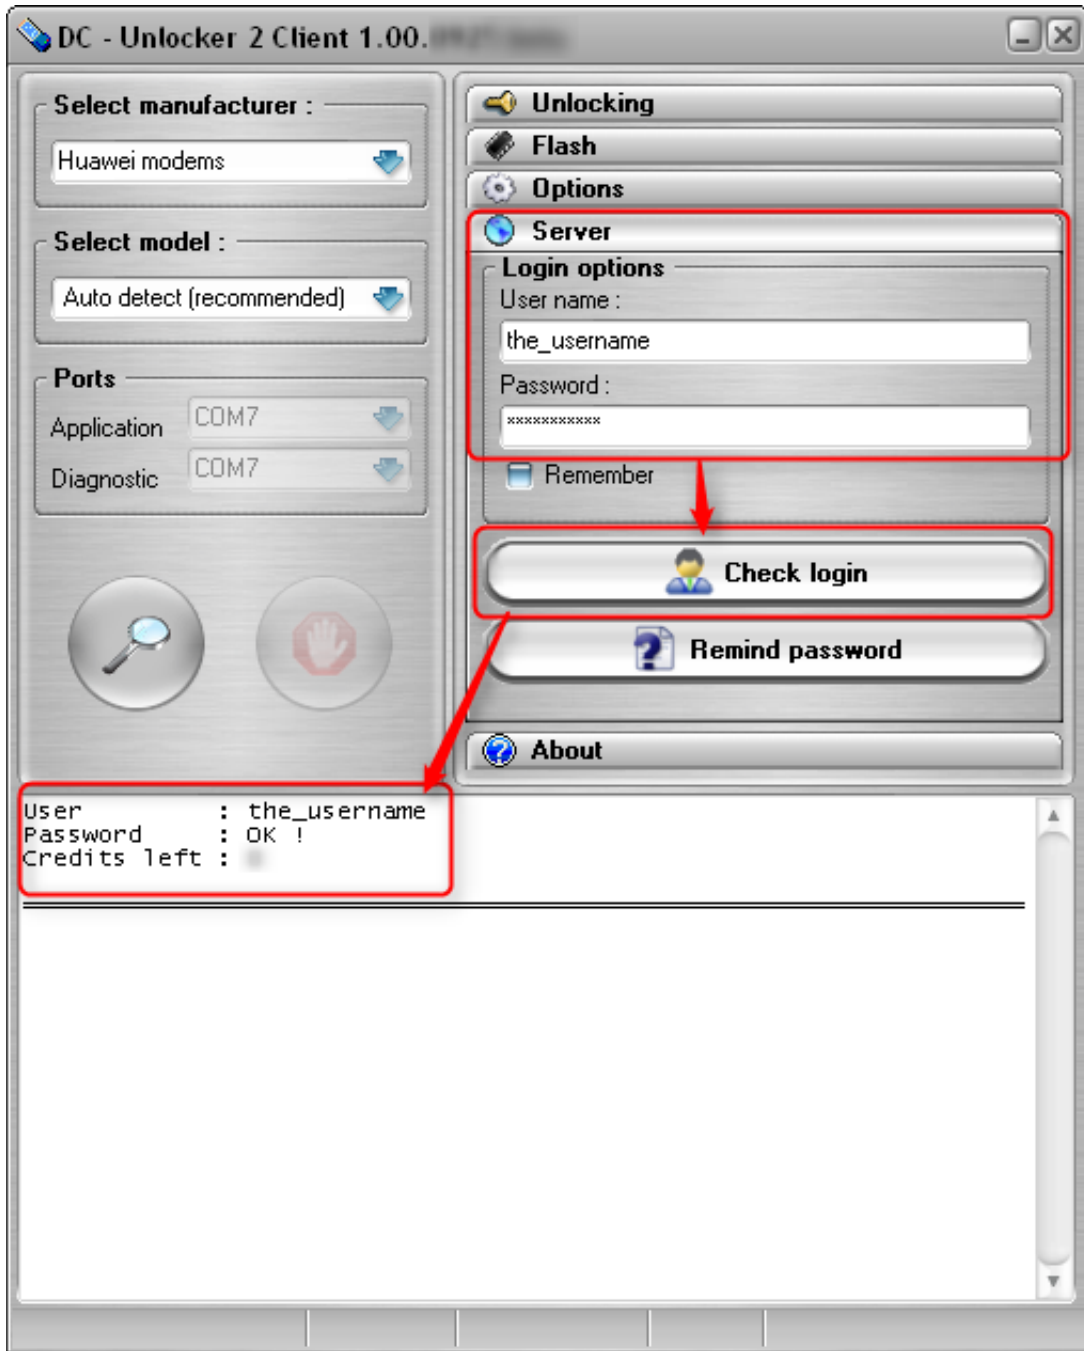 DC - Unlocker 2 Client 1.00.
Select manufacturer :
Huawei modems
Select model :
Auto detect (recommended)
Ports
Application COM7
Diagnostic COM7
Unlocking
Flash
Options
Server
Login options
User name :
the_username
Password :
***********
Remember
Check login
Remind password
About
User : the_username
Password : OK !
Credits left :